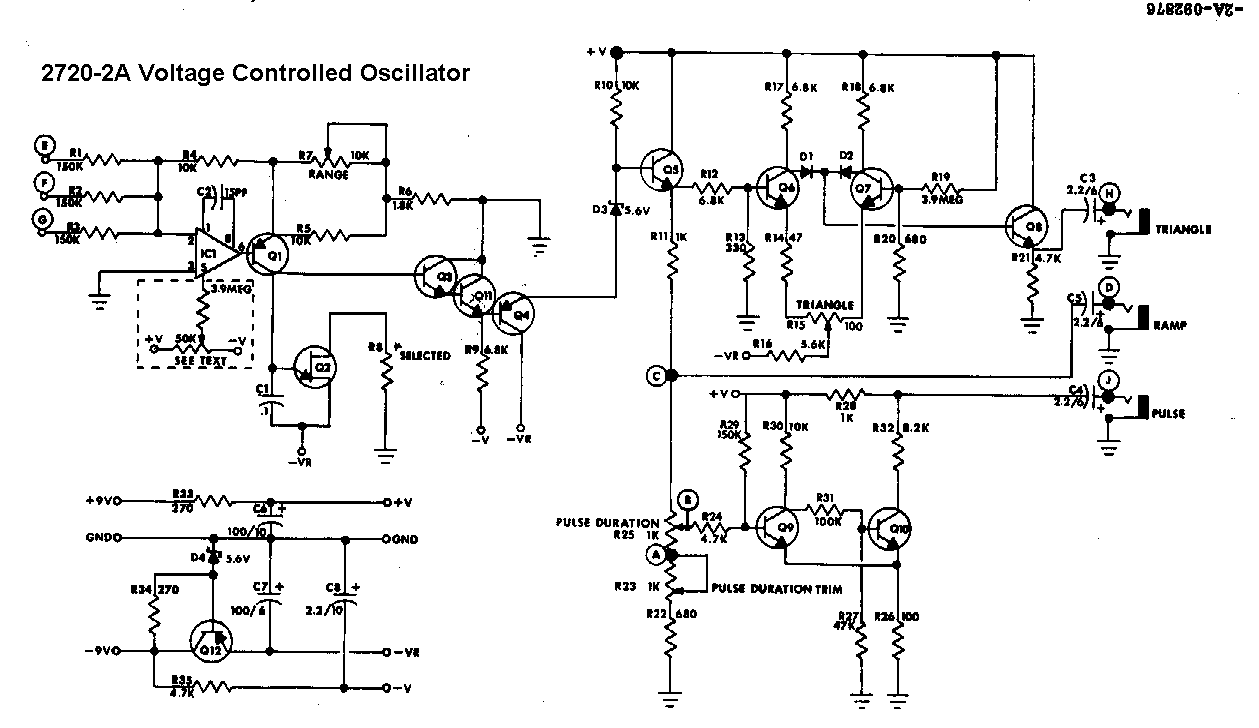 -2A-092876
2720-2A Voltage Controlled Oscillator
E
R1
150K
F
R2
150K
G
R3
150K
R4
10K
C2
15PF
R7
10K
RANGE
R6
1.8K
R5
10K
2
3
1
8
6
5
IC1
Q1
3.9MEG
+V
50K
-V
SEE TEXT
C1
.1
Q2
-VR
R8
*SELECTED
Q3
Q11
Q4
R9
6.8K
-V
-VR
+V
R10
10K
D3
5.6V
Q5
R11
1K
R12
6.8K
R13
330
R17
6.8K
R18
6.8K
D1
D2
Q6
Q7
R14
47
TRIANGLE
R15
100
R16
5.6K
-VR
R19
3.9MEG
R20
680
Q8
R21
4.7K
C3
2.2/6
+
H
TRIANGLE
C5
2.2/6
+
D
RAMP
C4
2.2/6
+
J
PULSE
C
+V
R28
1K
R29
150K
R30
10K
R32
8.2K
B
PULSE DURATION
R25
1K
R24
4.7K
Q9
R31
100K
Q10
A
R23
1K
PULSE DURATION TRIM
R22
680
R27
47K
R26
100
+9V
R33
270
+V
C6
+
100/10
GND
GND
D4
5.6V
R34
270
C7
+
100/6
C8
+
2.2/10
-9V
Q12
-VR
R35
4.7K
-V